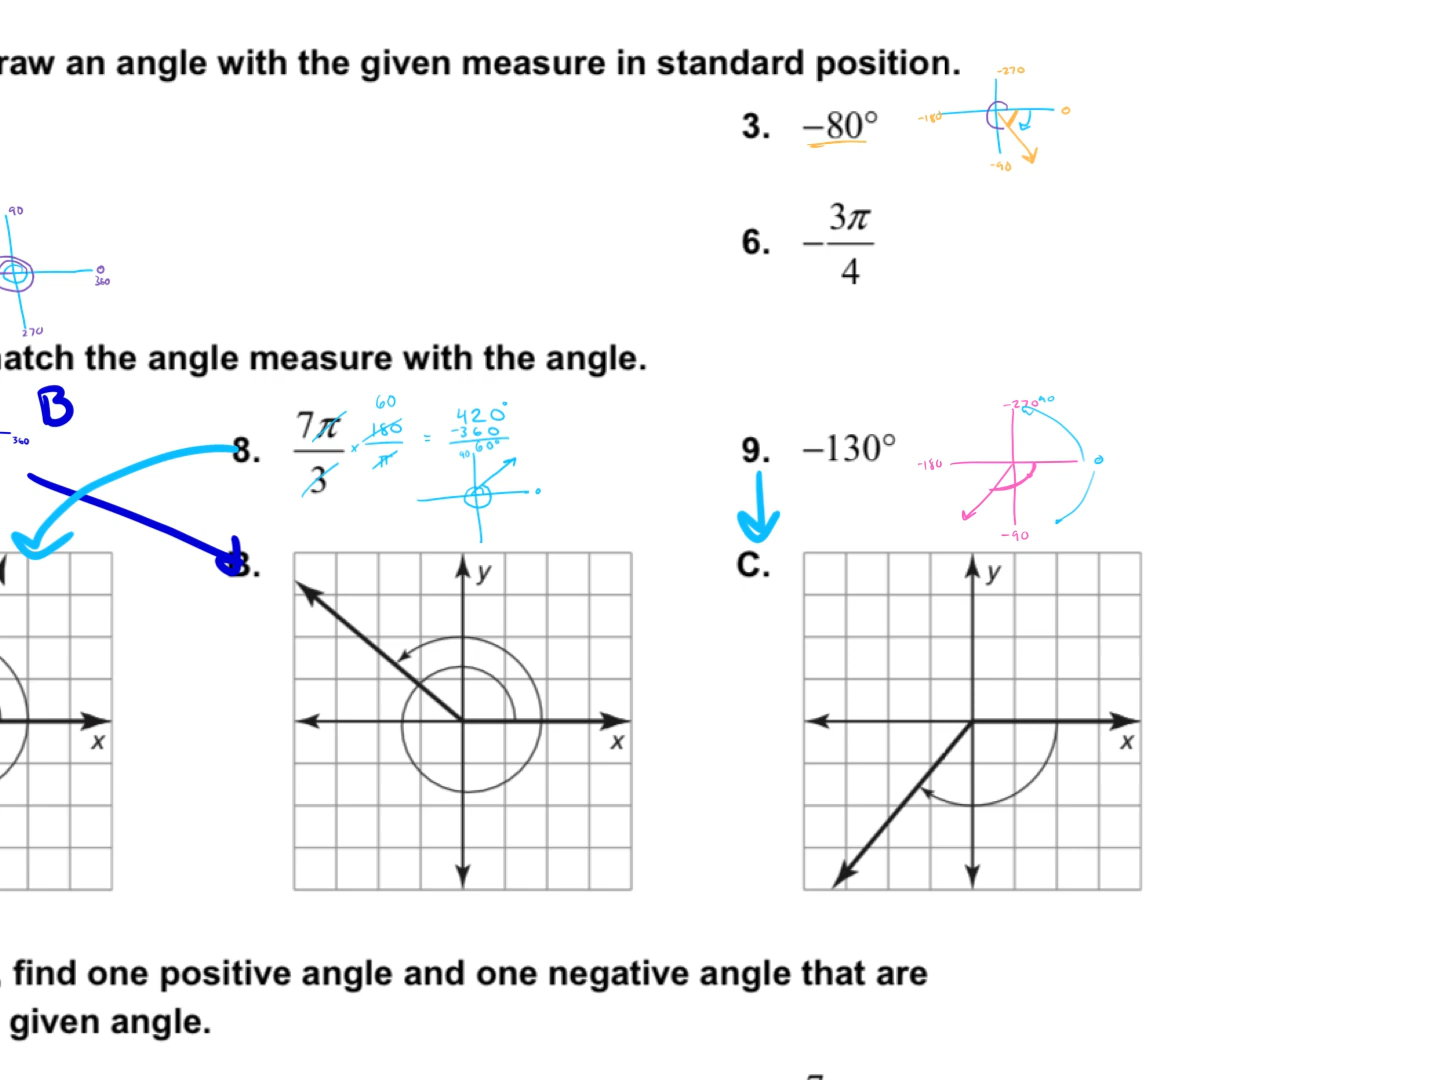 raw an angle with the given measure in standard position.
-270
3. −80°
-180
0
-90
6. −3π/4
90
0
360
270
atch the angle measure with the angle.
B
360
8. 7π/3 × 180/π = 420°
60
-360
60°
90
0
9. −130°
-270
90
-180
0
-90
B.
C.
y
y
x
x
x
, find one positive angle and one negative angle that are
given angle.